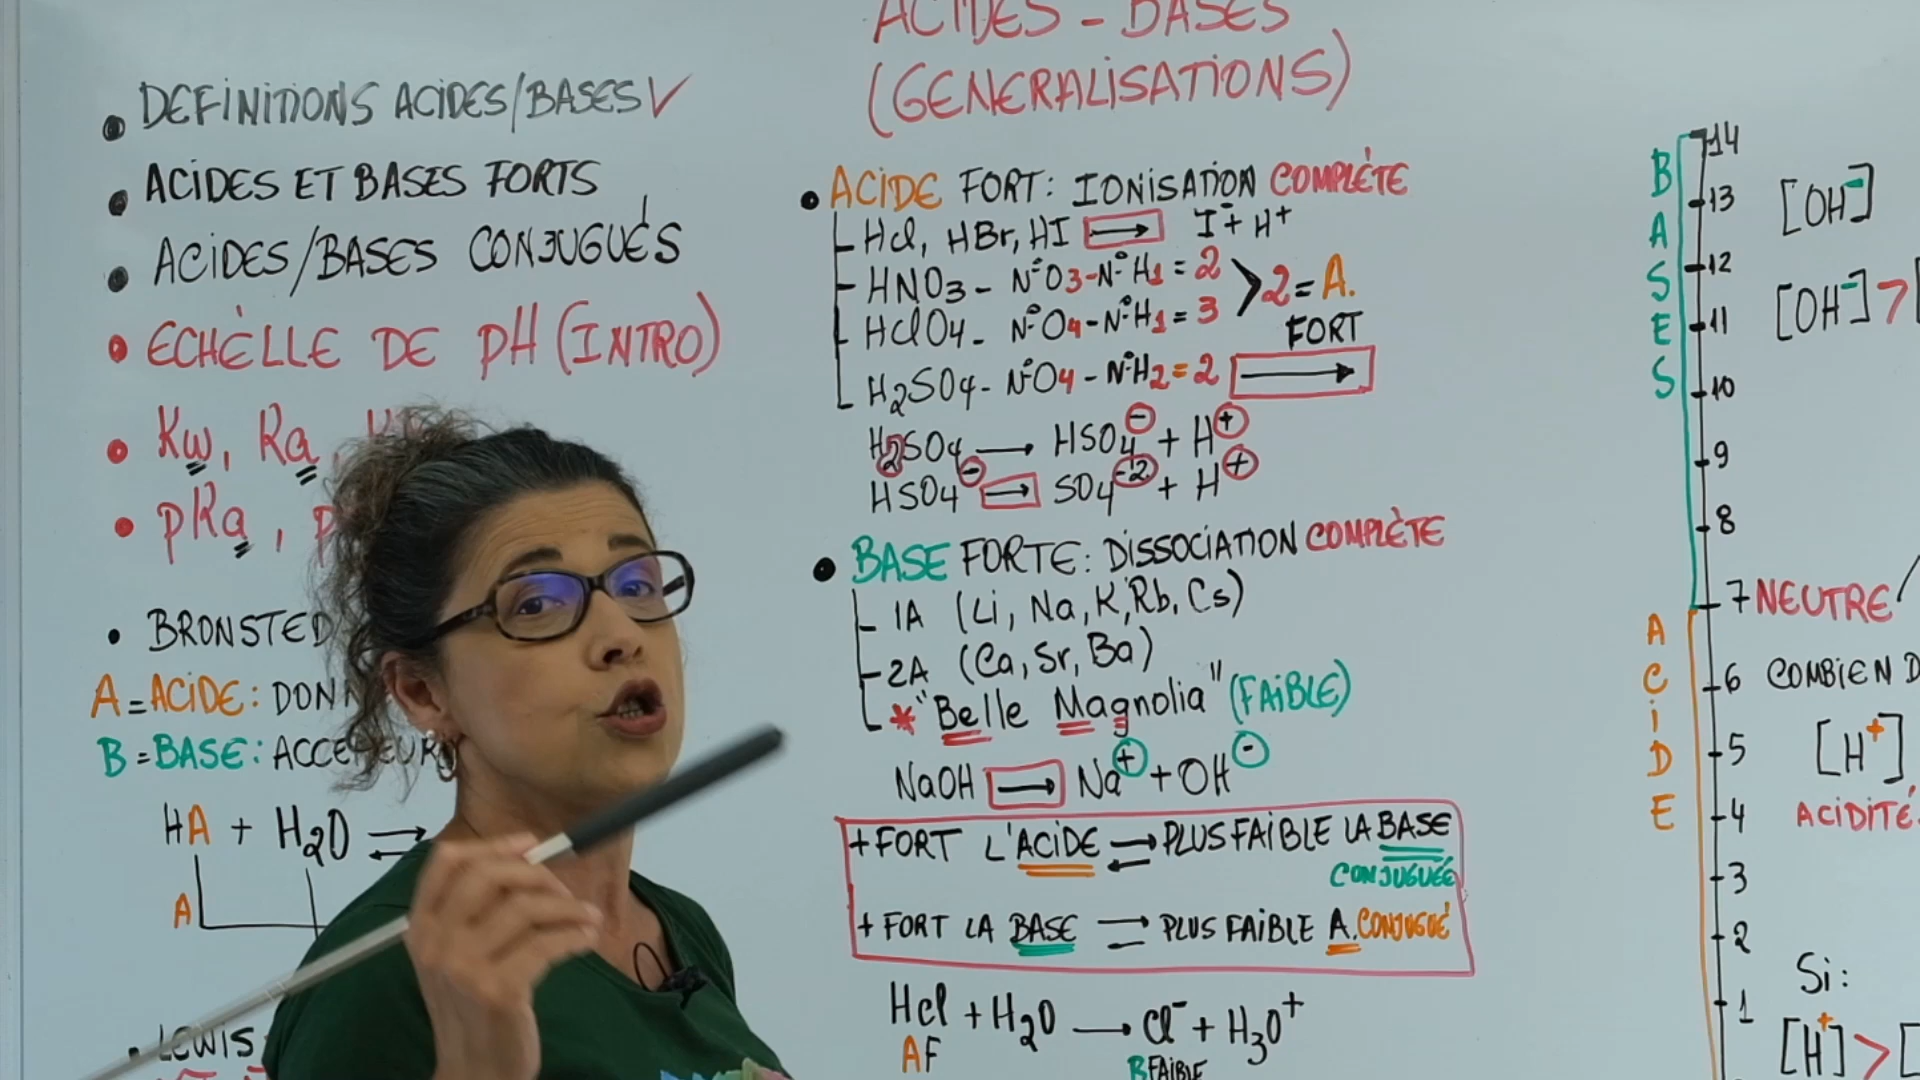 • DEFINITIONS ACIDES/BASES ✓
• ACIDES ET BASES FORTS
• ACIDES/BASES CONJUGUÉS
• ECHÈLLE DE pH (INTRO)
• Kw, Ka,
• pKa,
• BRONSTED
A = ACIDE: DON
B = BASE: ACCE EUR
HA + H2O ⇌
A
• LEWIS
ACIDES - BASES
(GENERALISATIONS)
• ACIDE FORT: IONISATION COMPLÈTE
HCl, HBr, HI → I⁻ + H⁺
HNO3 - N°O3 - N°H1 = 2
HClO4 - N°O4 - N°H1 = 3
> 2 = A. FORT
H2SO4 - N°O4 - N°H2 = 2 →
H2SO4 → HSO4⁻ + H⁺
HSO4⁻ → SO4⁻² + H⁺
• BASE FORTE: DISSOCIATION COMPLÈTE
1A (Li, Na, K, Rb, Cs)
2A (Ca, Sr, Ba)
* "Belle Magnolia" (FAIBLE)
NaOH → Na⁺ + OH⁻
+ FORT L'ACIDE ⇌ PLUS FAIBLE LA BASE CONJUGUÉE
+ FORT LA BASE ⇌ PLUS FAIBLE A. CONJUGUÉ
HCl + H2O → Cl⁻ + H3O⁺
AF
BFAIBLE
BASES
ACIDE
14
13
12
11
10
9
8
7 NEUTRE
6
5
4
3
2
1
[OH⁻]
[OH⁻] > [
COMBIEN D
[H⁺]
ACIDITÉ
Si:
[H⁺] > [